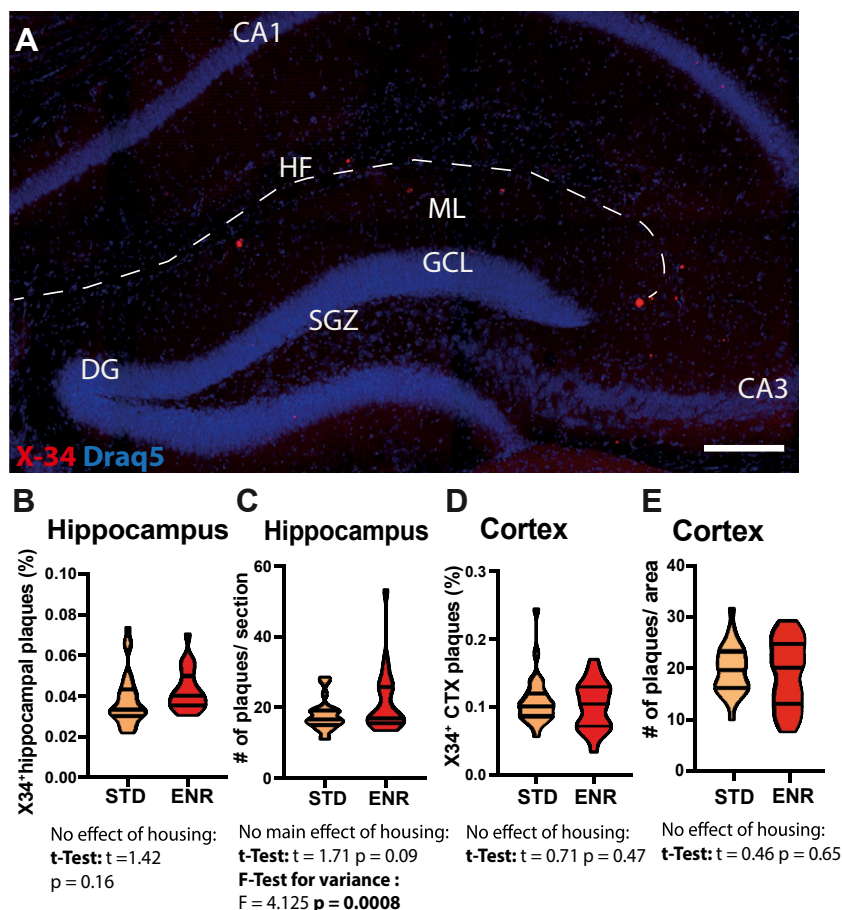 A
CA1
HF
ML
GCL
SGZ
DG
CA3
X-34 Draq5
B
Hippocampus
X34⁺hippocampal plaques (%)
0.10
0.08
0.06
0.04
0.02
0.00
STD ENR
No effect of housing:
t-Test: t =1.42
p = 0.16
C
Hippocampus
# of plaques/ section
60
40
20
0
STD ENR
No main effect of housing:
t-Test: t = 1.71 p = 0.09
F-Test for variance :
F = 4.125 p = 0.0008
D
Cortex
X34⁺ CTX plaques (%)
0.3
0.2
0.1
0.0
STD ENR
No effect of housing:
t-Test: t = 0.71 p = 0.47
E
Cortex
# of plaques/ area
40
30
20
10
0
STD ENR
No effect of housing:
t-Test: t = 0.46 p = 0.65